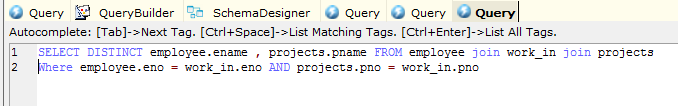 Query QueryBuilder SchemaDesigner Query Query Query
Autocomplete: [Tab]->Next Tag. [Ctrl+Space]->List Matching Tags. [Ctrl+Enter]->List All Tags.
1 SELECT DISTINCT employee.ename , projects.pname FROM employee join work_in join projects
2 Where employee.eno = work_in.eno AND projects.pno = work_in.pno